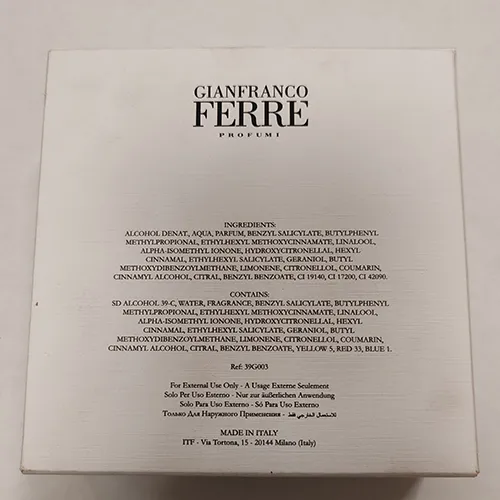 GIANFRANCO
FERRE
PROFUMI
INGREDIENTS:
ALCOHOL DENAT., AQUA, PARFUM, BENZYL SALICYLATE, BUTYLPHENYL
METHYLPROPIONAL, ETHYLHEXYL METHOXYCINNAMATE, LINALOOL,
ALPHA-ISOMETHYL IONONE, HYDROXYCITRONELLAL, HEXYL
CINNAMAL, ETHYLHEXYL SALICYLATE, GERANIOL, BUTYL
METHOXYDIBENZOYLMETHANE, LIMONENE, CITRONELLOL, COUMARIN,
CINNAMYL ALCOHOL, CITRAL, BENZYL BENZOATE, CI 19140, CI 17200, CI 42090.
CONTAINS:
SD ALCOHOL 39-C, WATER, FRAGRANCE, BENZYL SALICYLATE, BUTYLPHENYL
METHYLPROPIONAL, ETHYLHEXYL METHOXYCINNAMATE, LINALOOL,
ALPHA-ISOMETHYL IONONE, HYDROXYCITRONELLAL, HEXYL
CINNAMAL, ETHYLHEXYL SALICYLATE, GERANIOL, BUTYL
METHOXYDIBENZOYLMETHANE, LIMONENE, CITRONELLOL, COUMARIN,
CINNAMYL ALCOHOL, CITRAL, BENZYL BENZOATE, YELLOW 5, RED 33, BLUE 1.
Ref: 39G003
For External Use Only - A Usage Externe Seulement
Solo Per Uso Esterno - Nur zur äußerlichen Anwendung
Solo Para Uso Externo - Só Para Uso Externo
Только Для Наружного Применения - للاستعمال الخارجي فقط
MADE IN ITALY
ITF - Via Tortona, 15 - 20144 Milano (Italy)